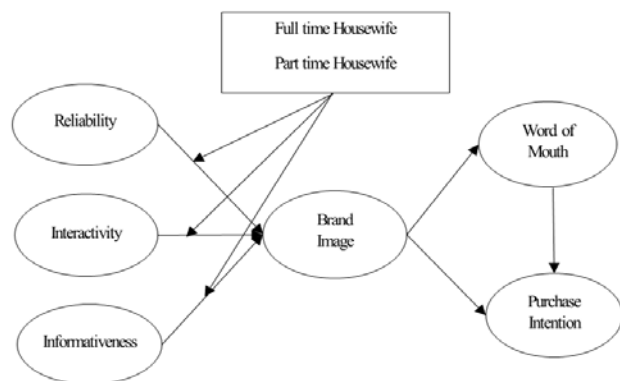 Full time Housewife
Part time Housewife
Reliability
Word of
Mouth
Interactivity
Brand
Image
Purchase
Intention
Informativeness